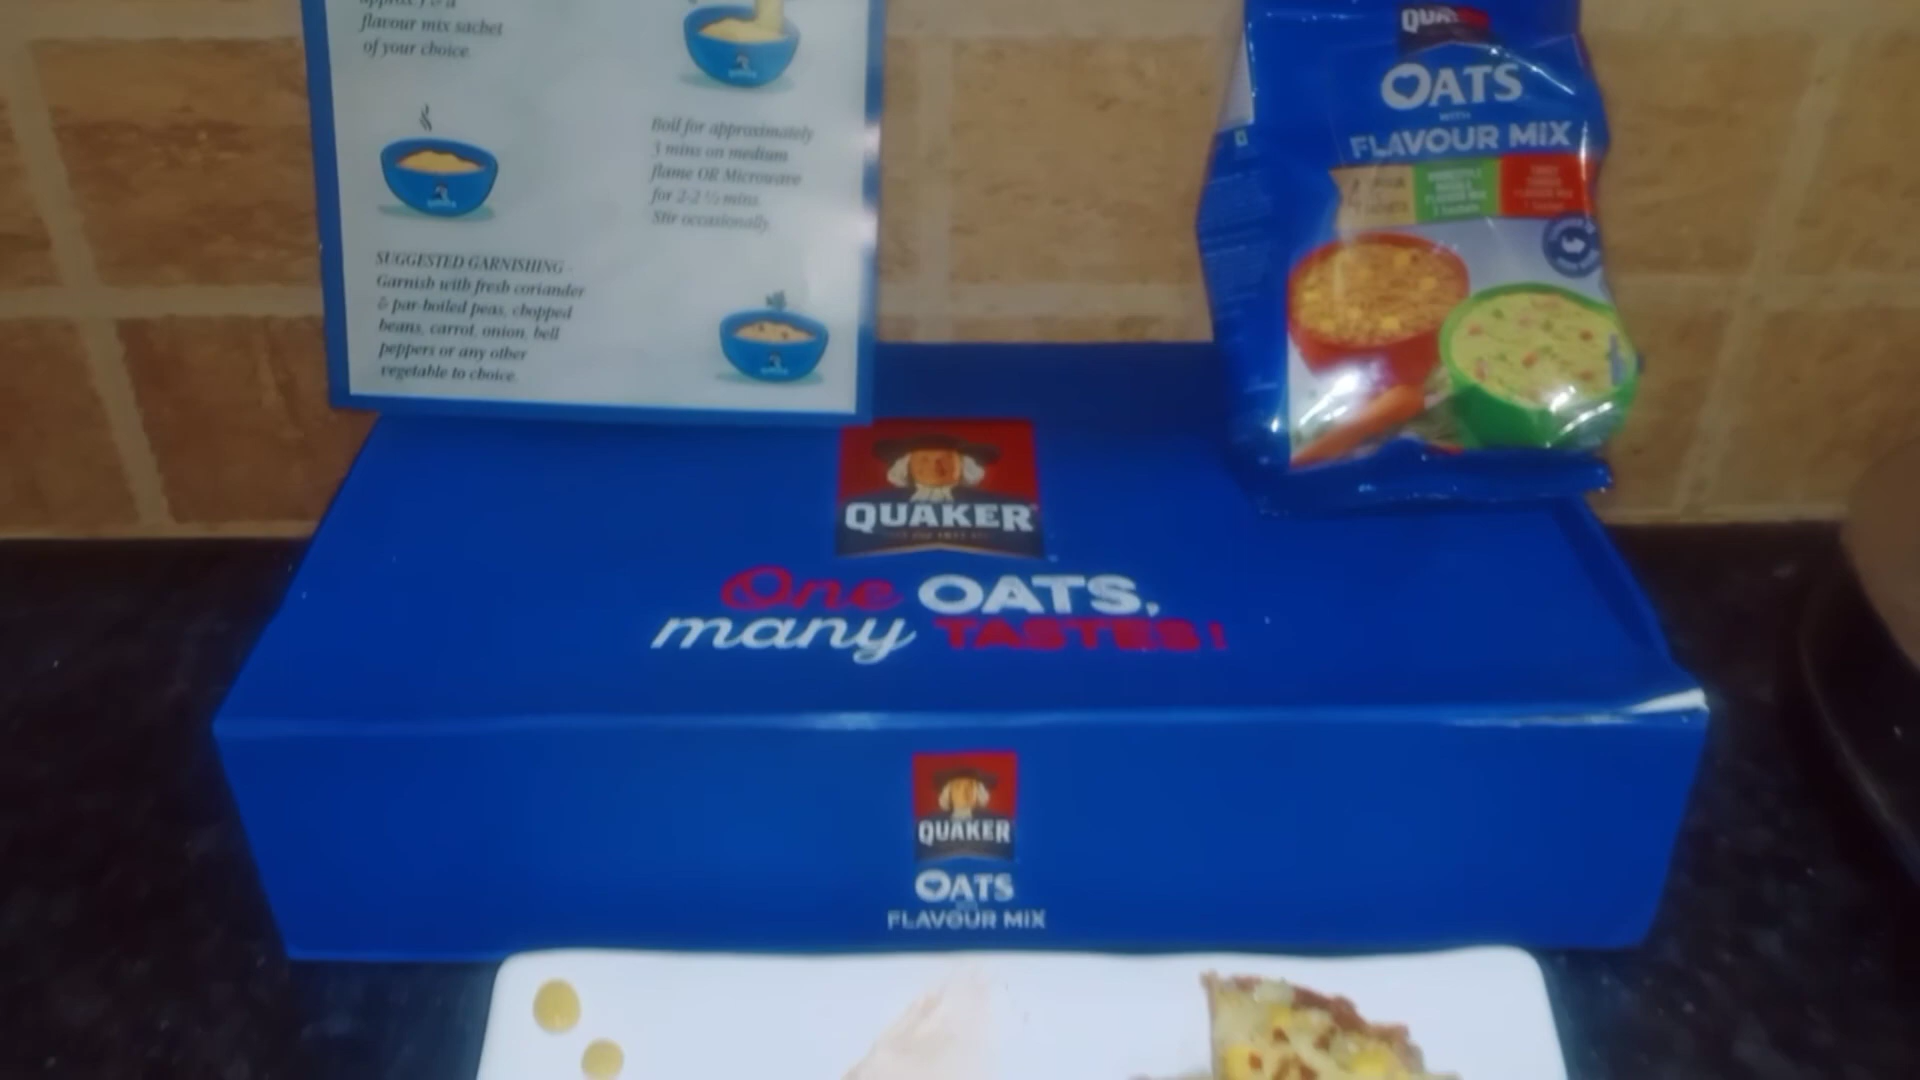 flavour mix sachet
of your choice.
Boil for approximately
3 mins on medium
flame OR Microwave
for 2-2 ½ mins.
Stir occasionally.
SUGGESTED GARNISHING -
Garnish with fresh coriander
& par-boiled peas, chopped
beans, carrot, onion, bell
peppers or any other
vegetable to choice.
QUAKER
OATS
WITH
FLAVOUR MIX
QUAKER
One OATS,
many TASTES!
QUAKER
OATS
FLAVOUR MIX